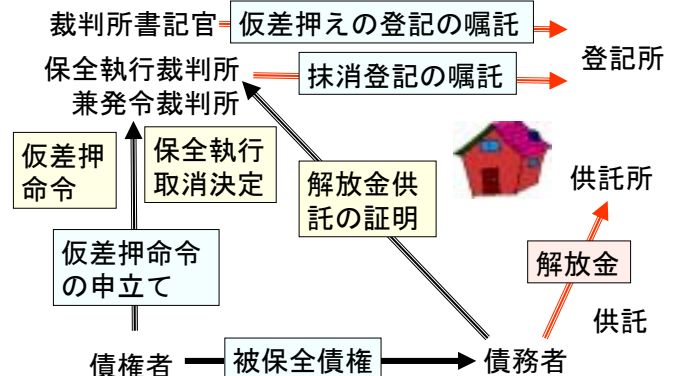 裁判所書記官
仮差押えの登記の嘱託
登記所
保全執行裁判所
兼発令裁判所
抹消登記の嘱託
仮差押
命令
保全執行
取消決定
解放金供
託の証明
供託所
仮差押命令
の申立て
解放金
供託
債権者
被保全債権
債務者